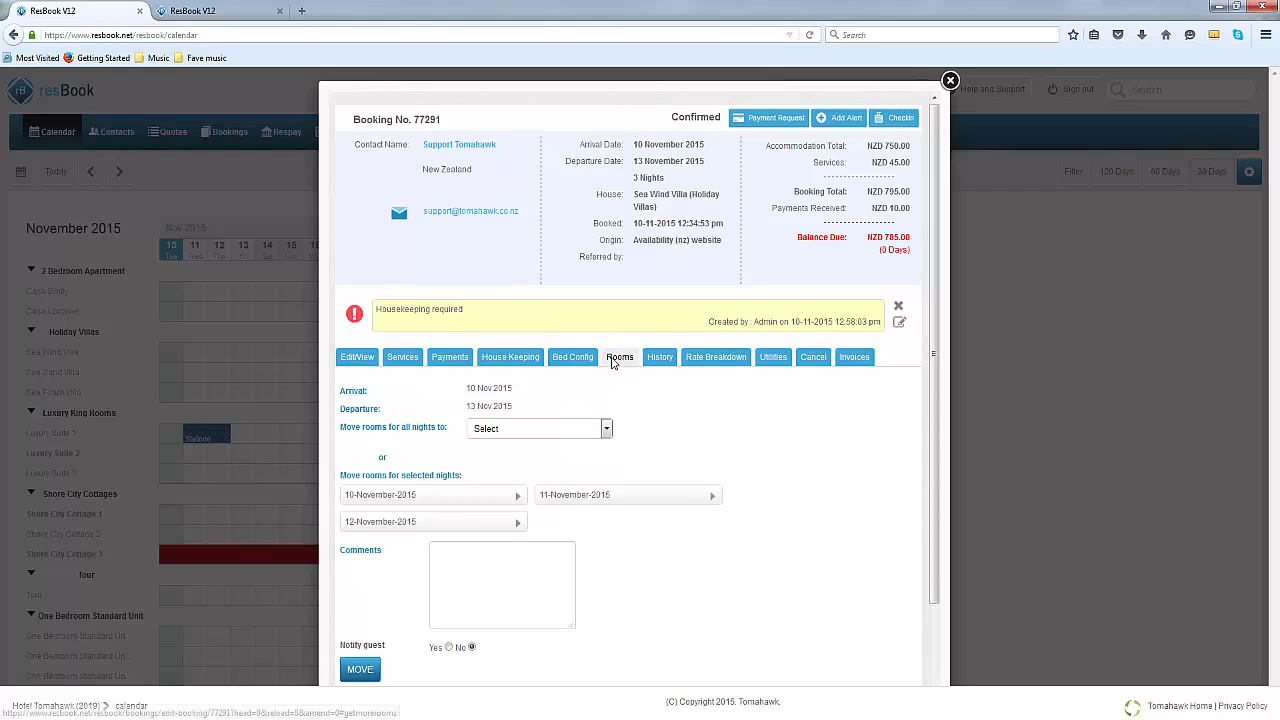 ResBook V12
ResBook V12
https://www.resbook.net/resbook/calendar
Search
Most Visited
Getting Started
Music
Fave music
rB resBook
Help and Support
Sign out
Search
Calendar
Contacts
Quotes
Bookings
Respay
Today
Filter
120 Days
60 Days
30 Days
November 2015
Nov 2015
10 11 12 13 14 15
Tue Wed Thu Fri Sat Sun
2 Bedroom Apartment
Casa Emily
Casa Lorraine
Holiday Villas
Sea Wind Villa
Sea Sand Villa
Sea Foam Villa
Luxury King Rooms
Luxury Suite 1
Stallone
Luxury Suite 2
Luxury Suite 3
Shore City Cottages
Shore City Cottage 1
Shore City Cottage 2
Shore City Cottage 3
Tour
Tour
One Bedroom Standard Unit
One Bedroom Standard Un...
One Bedroom Standard Un...
One Bedroom Standard Un...
Booking No. 77291
Confirmed
Payment Request
Add Alert
Checkin
Contact Name: Support Tomahawk
New Zealand
support@tomahawk.co.nz
Arrival Date: 10 November 2015
Departure Date: 13 November 2015
3 Nights
House: Sea Wind Villa (Holiday
Villas)
Booked: 10-11-2015 12:34:53 pm
Origin: Availability (nz) website
Referred by:
Accommodation Total: NZD 750.00
Services: NZD 45.00
Booking Total: NZD 795.00
Payments Received: NZD 10.00
Balance Due: NZD 785.00
(0 Days)
Housekeeping required
Created by : Admin on 10-11-2015 12:58:03 pm
Edit/View
Services
Payments
House Keeping
Bed Config
Rooms
History
Rate Breakdown
Utilities
Cancel
Invoices
Arrival: 10 Nov 2015
Departure: 13 Nov 2015
Move rooms for all nights to: Select
or
Move rooms for selected nights:
10-November-2015
11-November-2015
12-November-2015
Comments
Notify guest Yes No
MOVE
Hotel Tomahawk (2019)
calendar
(C) Copyright 2015. Tomahawk.
Tomahawk Home | Privacy Policy
https://www.resbook.net/resbook/bookings/edit-booking/77291?head=0&reload=0&amend=0#getmorerooms